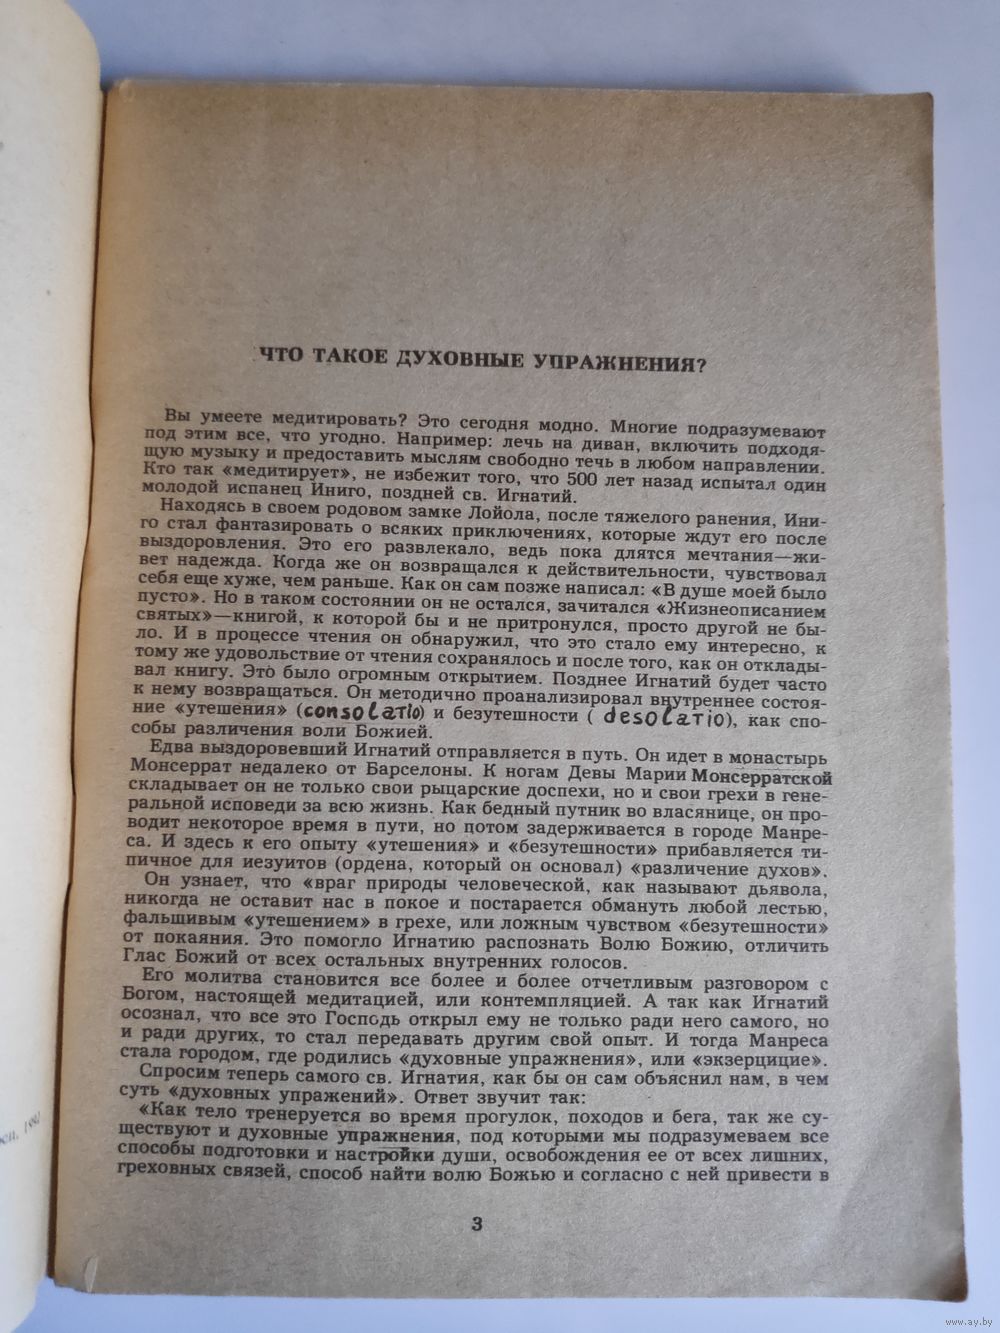 ЧТО ТАКОЕ ДУХОВНЫЕ УПРАЖНЕНИЯ?
Вы умеете медитировать? Это сегодня модно. Многие подразумевают
под этим все, что угодно. Например: лечь на диван, включить подходя-
щую музыку и предоставить мыслям свободно течь в любом направлении.
Кто так «медитирует», не избежит того, что 500 лет назад испытал один
молодой испанец Иниго, поздней св. Игнатий.
Находясь в своем родовом замке Лойола, после тяжелого ранения, Ини-
го стал фантазировать о всяких приключениях, которые ждут его после
выздоровления. Это его развлекало, ведь пока длятся мечтания—жи-
вет надежда. Когда же он возвращался к действительности, чувствовал
себя еще хуже, чем раньше. Как он сам позже написал: «В душе моей было
пусто». Но в таком состоянии он не остался, зачитался «Жизнеописанием
святых»—книгой, к которой бы и не притронулся, просто другой не бы-
ло. И в процессе чтения он обнаружил, что это стало ему интересно, к
тому же удовольствие от чтения сохранялось и после того, как он отклады-
вал книгу. Это было огромным открытием. Позднее Игнатий будет часто
к нему возвращаться. Он методично проанализировал внутреннее состоя-
ние «утешения» (consolatio) и безутешности ( desolatio), как спо-
собы различения воли Божией.
Едва выздоровевший Игнатий отправляется в путь. Он идет в монастырь
Монсеррат недалеко от Барселоны. К ногам Девы Марии Монсерратской
складывает он не только свои рыцарские доспехи, но и свои грехи в гене-
ральной исповеди за всю жизнь. Как бедный путник во власянице, он про-
водит некоторое время в пути, но потом задерживается в городе Манре-
са. И здесь к его опыту «утешения» и «безутешности» прибавляется ти-
пичное для иезуитов (ордена, который он основал) «различение духов».
Он узнает, что «враг природы человеческой, как называют дьявола,
никогда не оставит нас в покое и постарается обмануть любой лестью,
фальшивым «утешением» в грехе, или ложным чувством «безутешности»
от покаяния. Это помогло Игнатию распознать Волю Божию, отличить
Глас Божий от всех остальных внутренних голосов.
Его молитва становится все более и более отчетливым разговором с
Богом, настоящей медитацией, или контемпляцией. А так как Игнатий
осознал, что все это Господь открыл ему не только ради него самого, но
и ради других, то стал передавать другим свой опыт. И тогда Манреса
стала городом, где родились «духовные упражнения», или «экзерцицие».
Спросим теперь самого св. Игнатия, как бы он сам объяснил нам, в чем
суть «духовных упражений». Ответ звучит так:
«Как тело тренеруется во время прогулок, походов и бега, так же су-
ществуют и духовные упражнения, под которыми мы подразумеваем все
способы подготовки и настройки души, освобождения ее от всех лишних,
греховных связей, способ найти волю Божью и согласно с ней привести в
3
www.ay.by